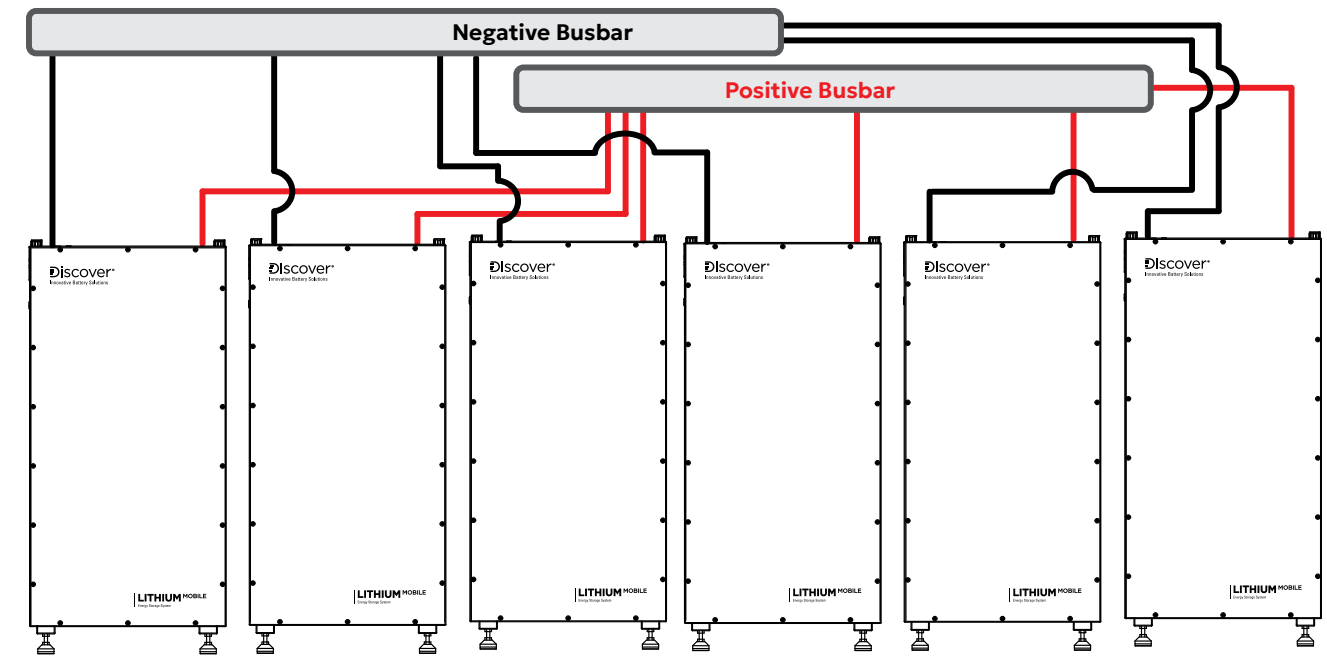 Negative Busbar
Positive Busbar
Discover®
Innovative Battery Solutions
Discover®
Innovative Battery Solutions
Discover®
Innovative Battery Solutions
Discover®
Innovative Battery Solutions
Discover®
Innovative Battery Solutions
Discover®
Innovative Battery Solutions
LITHIUM MOBILE
Energy Storage System
LITHIUM MOBILE
Energy Storage System
LITHIUM MOBILE
Energy Storage System
LITHIUM MOBILE
Energy Storage System
LITHIUM MOBILE
Energy Storage System
LITHIUM MOBILE
Energy Storage System